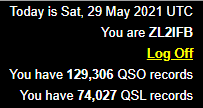 Today is Sat, 29 May 2021 UTC
You are ZL2IFB
Log Off
You have 129,306 QSO records
You have 74,027 QSL records